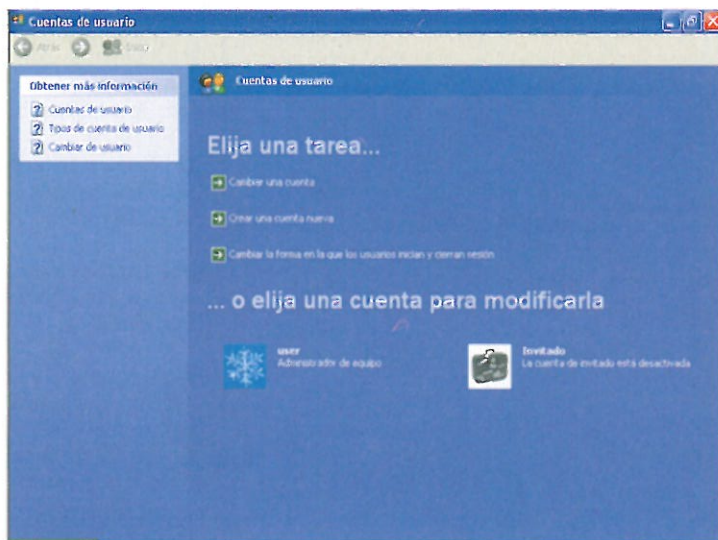 Cuentas de usuario
Atrás
Inicio
Obtener más información
Cuentas de usuario
Tipos de cuenta de usuario
Cambiar de usuario
Cuentas de usuario
Elija una tarea...
Cambiar una cuenta
Crear una cuenta nueva
Cambiar la forma en la que los usuarios inician y cierran sesión
... o elija una cuenta para modificarla
user
Administrador de equipo
Invitado
La cuenta de invitado está desactivada